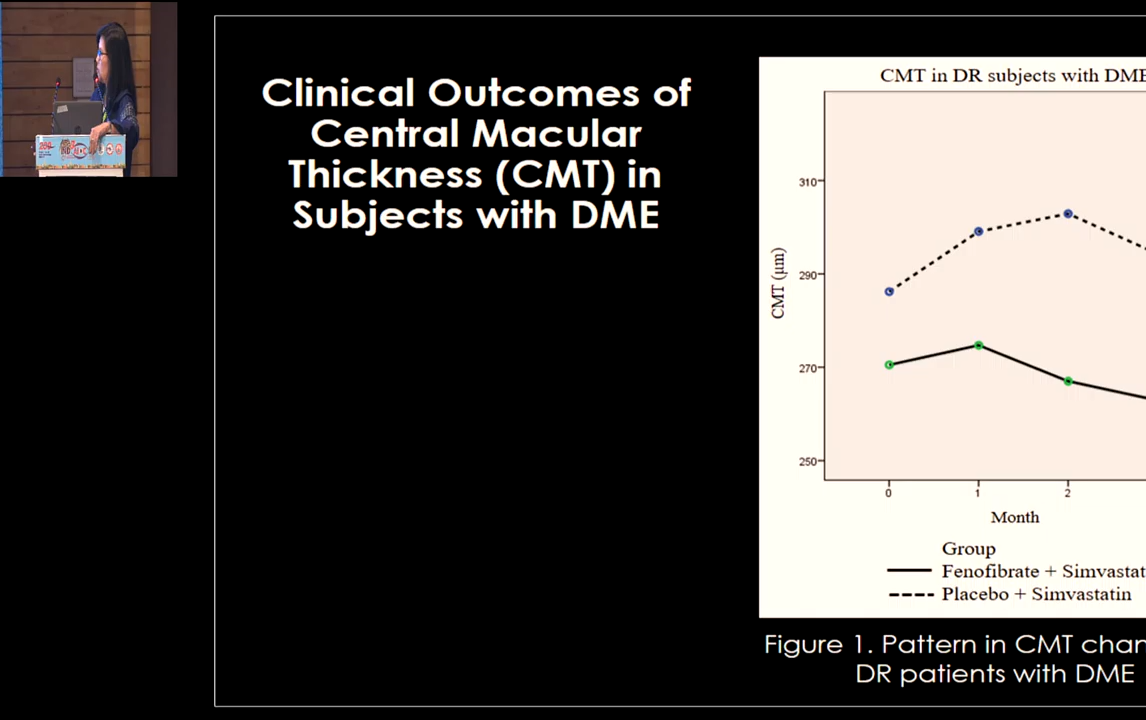 Clinical Outcomes of
Central Macular
Thickness (CMT) in
Subjects with DME
CMT in DR subjects with DME
310
290
270
250
CMT (μm)
0
1
2
Month
Group
Fenofibrate + Simvastat
Placebo + Simvastatin
Figure 1. Pattern in CMT chan
DR patients with DME